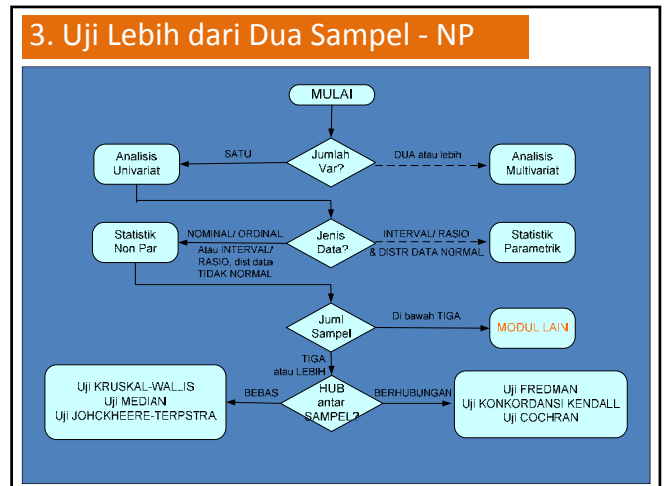 3. Uji Lebih dari Dua Sampel - NP
MULAI
Analisis
Univariat
SATU
Jumlah
Var?
DUA atau lebih
Analisis
Multivariat
Statistik
Non Par
NOMINAL/ ORDINAL
Atau INTERVAL/
RASIO, dist data
TIDAK NORMAL
Jenis
Data?
INTERVAL/ RASIO
& DISTR DATA NORMAL
Statistik
Parametrik
Juml
Sampel
Di bawah TIGA
MODUL LAIN
TIGA
atau LEBIH
Uji KRUSKAL-WALLIS
Uji MEDIAN
Uji JOHCKHEERE-TERPSTRA
BEBAS
HUB
antar
SAMPEL?
BERHUBUNGAN
Uji FREDMAN
Uji KONKORDANSI KENDALL
Uji COCHRAN